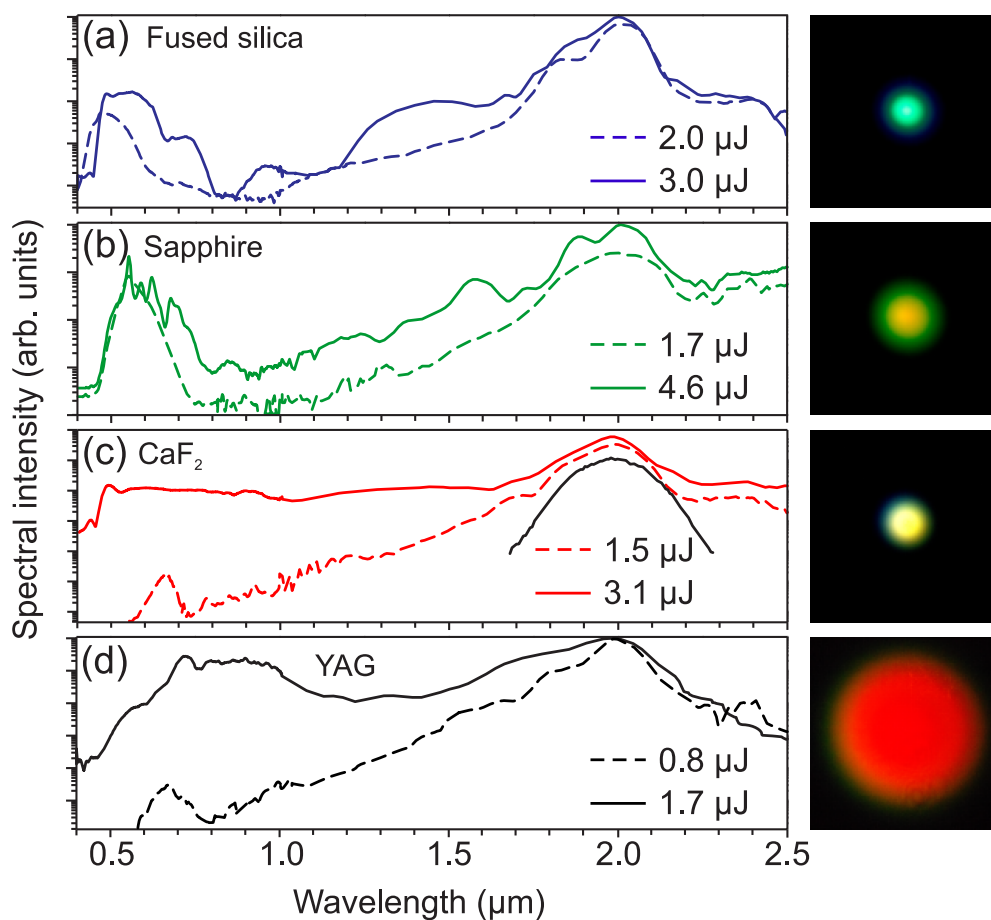 (a) Fused silica
2.0 µJ
3.0 µJ
(b) Sapphire
1.7 µJ
4.6 µJ
(c) CaF₂
1.5 µJ
3.1 µJ
(d) YAG
0.8 µJ
1.7 µJ
Spectral intensity (arb. units)
0.5 1.0 1.5 2.0 2.5
Wavelength (µm)